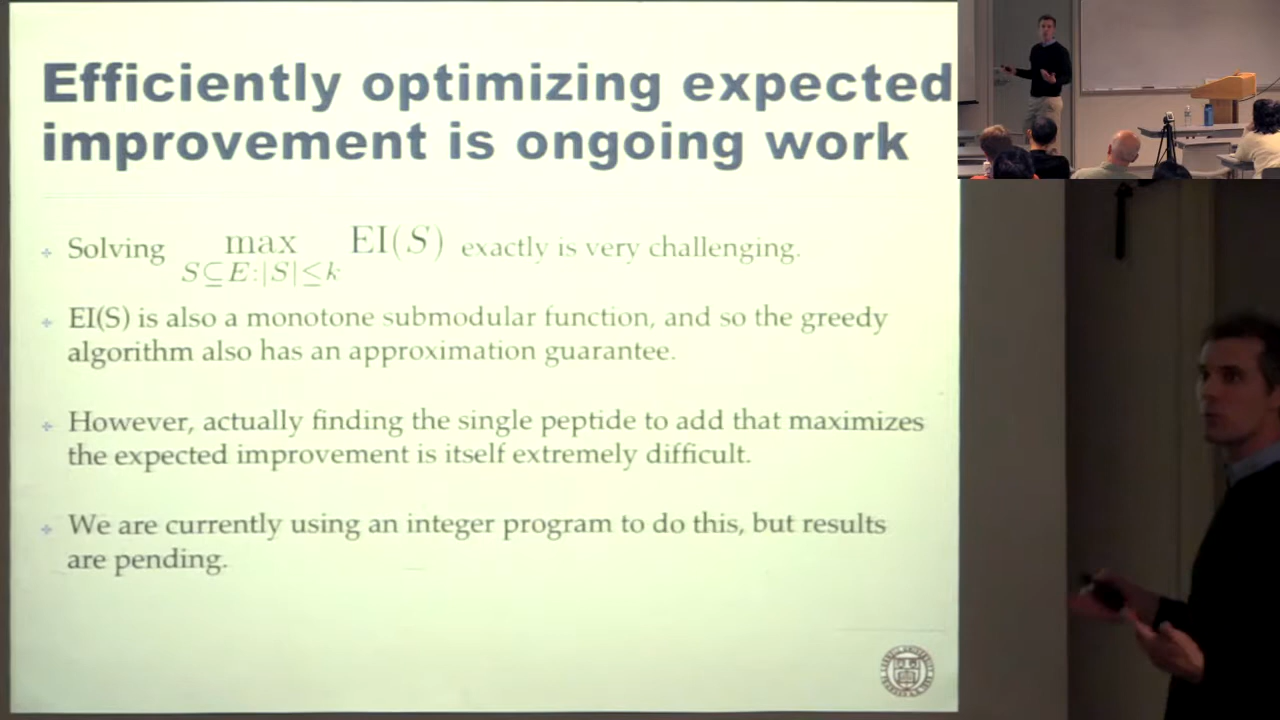 Efficiently optimizing expected
improvement is ongoing work
Solving max EI(S) exactly is very challenging.
S⊆E:|S|≤k
EI(S) is also a monotone submodular function, and so the greedy
algorithm also has an approximation guarantee.
However, actually finding the single peptide to add that maximizes
the expected improvement is itself extremely difficult.
We are currently using an integer program to do this, but results
are pending.